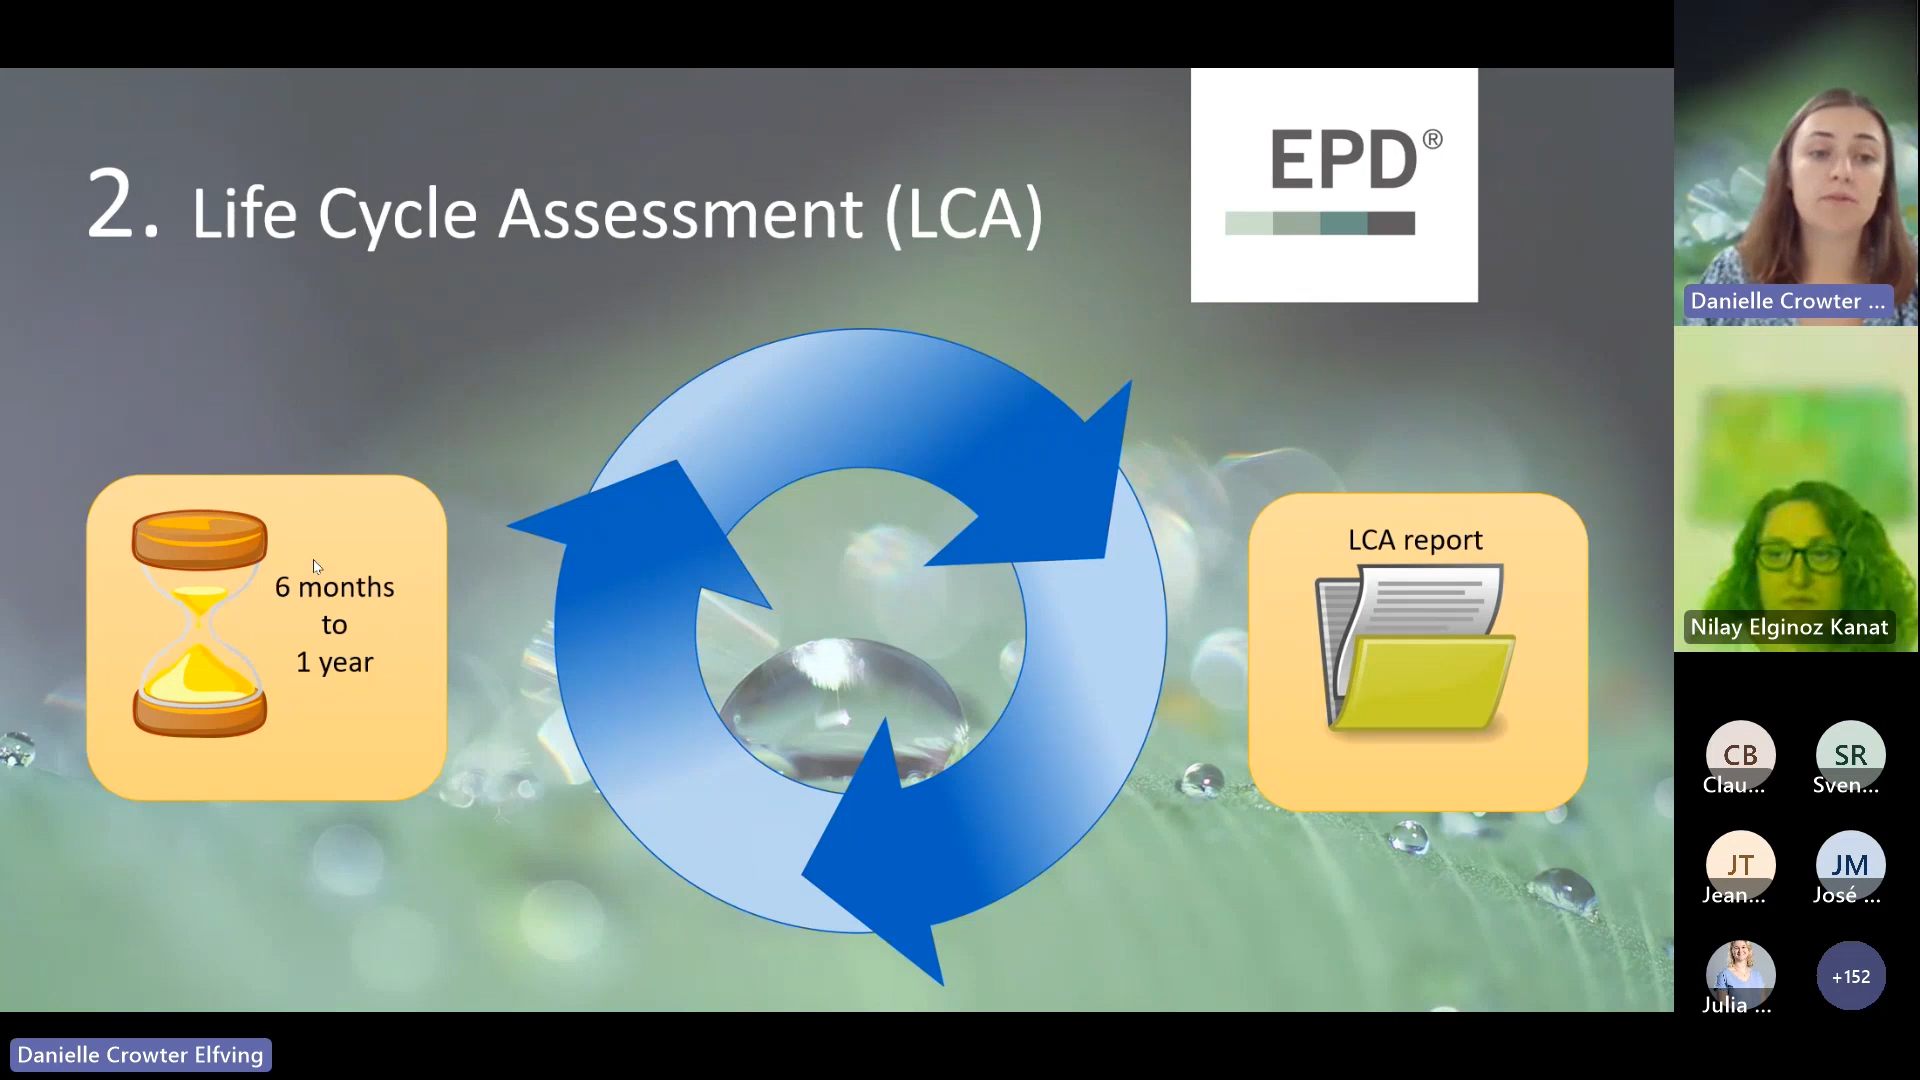 2. Life Cycle Assessment (LCA)
EPD®
6 months
to
1 year
LCA report
Danielle Crowter ...
Nilay Elginoz Kanat
CB
Clau...
SR
Sven...
JT
Jean...
JM
José ...
Julia ...
+152
Danielle Crowter Elfving